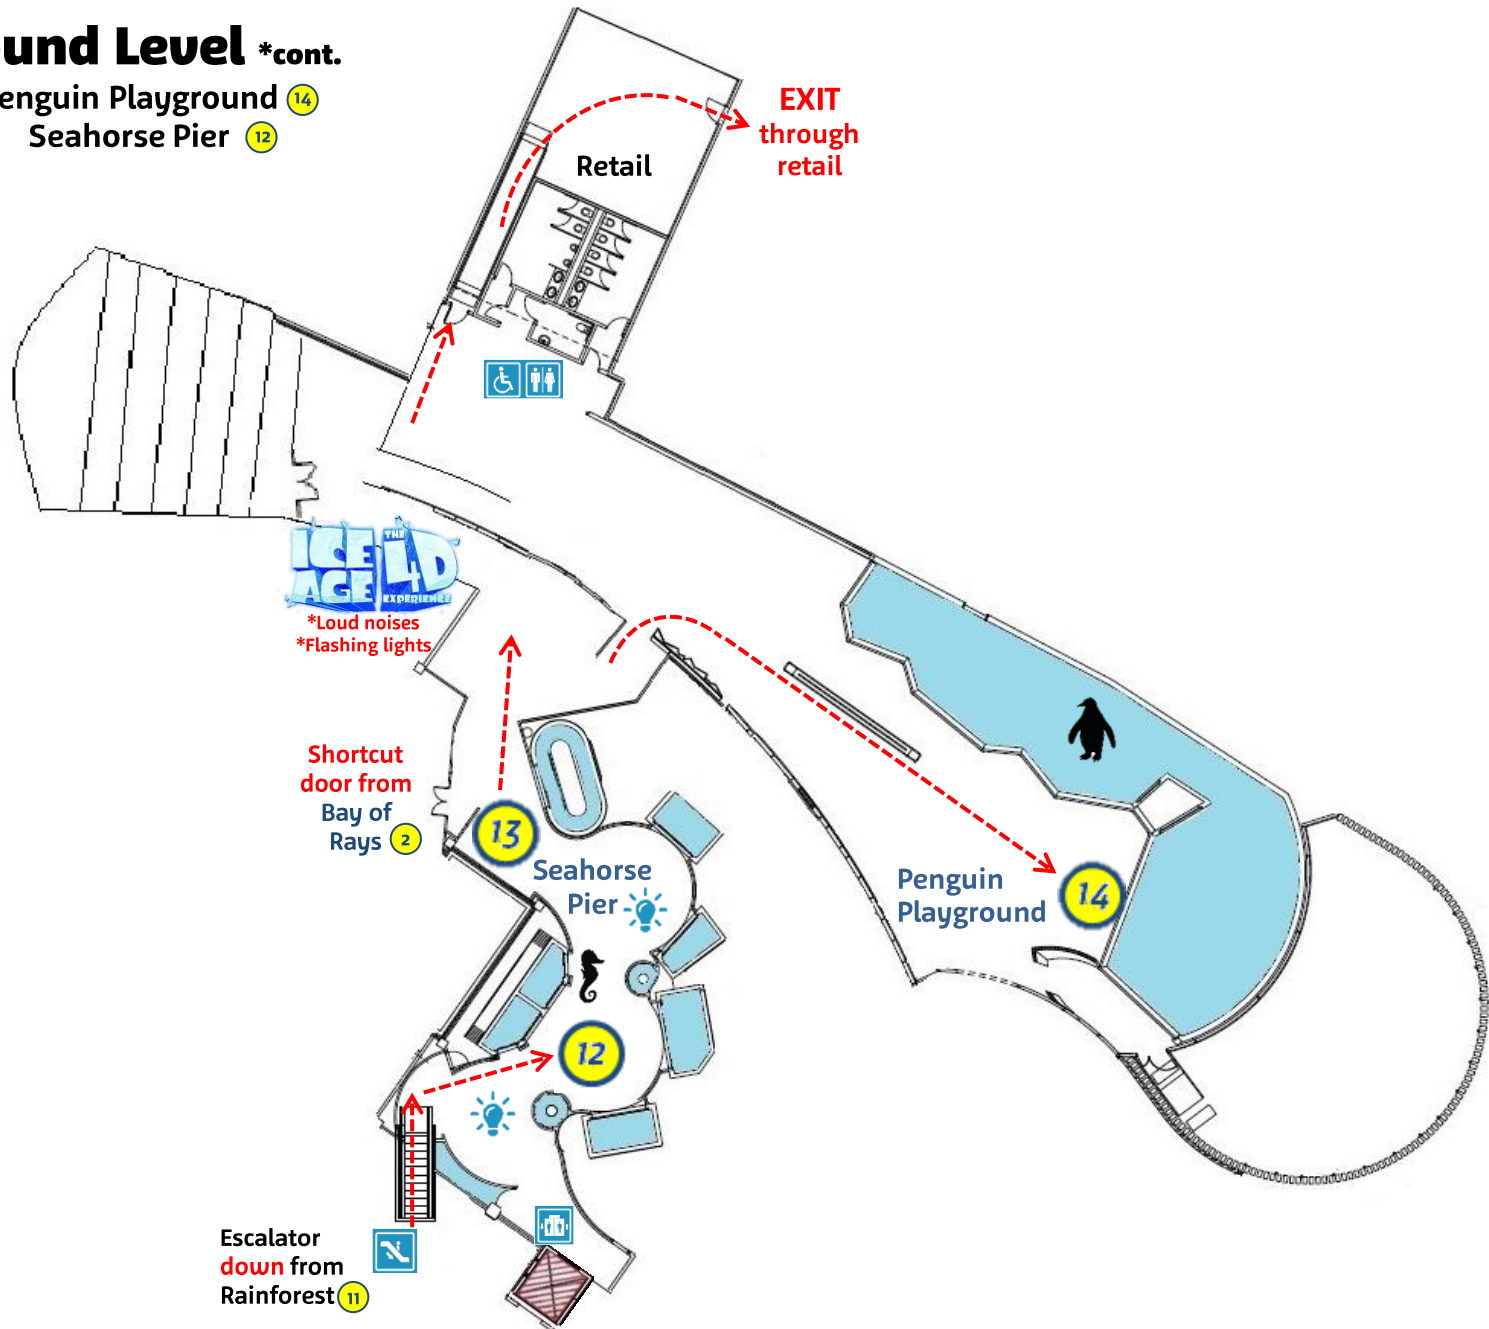 ound Level *cont.
enguin Playground 14
Seahorse Pier 12
EXIT
through
retail
Retail
ICE AGE
THE 4D
EXPERIENCE
*Loud noises
*Flashing lights
Shortcut
door from
Bay of
Rays 2
13
Seahorse
Pier
Penguin
Playground
14
12
Escalator
down from
Rainforest 11